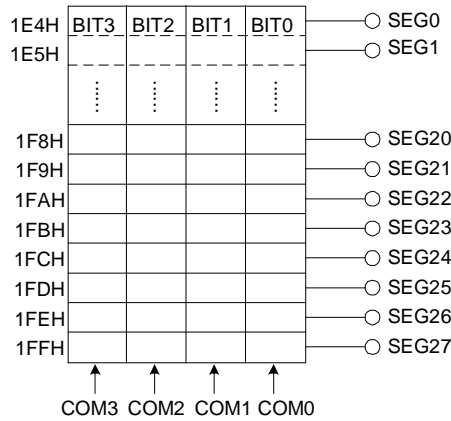 1E4H BIT3 BIT2 BIT1 BIT0 SEG0
1E5H SEG1
1F8H SEG20
1F9H SEG21
1FAH SEG22
1FBH SEG23
1FCH SEG24
1FDH SEG25
1FEH SEG26
1FFH SEG27
COM3 COM2 COM1 COM0